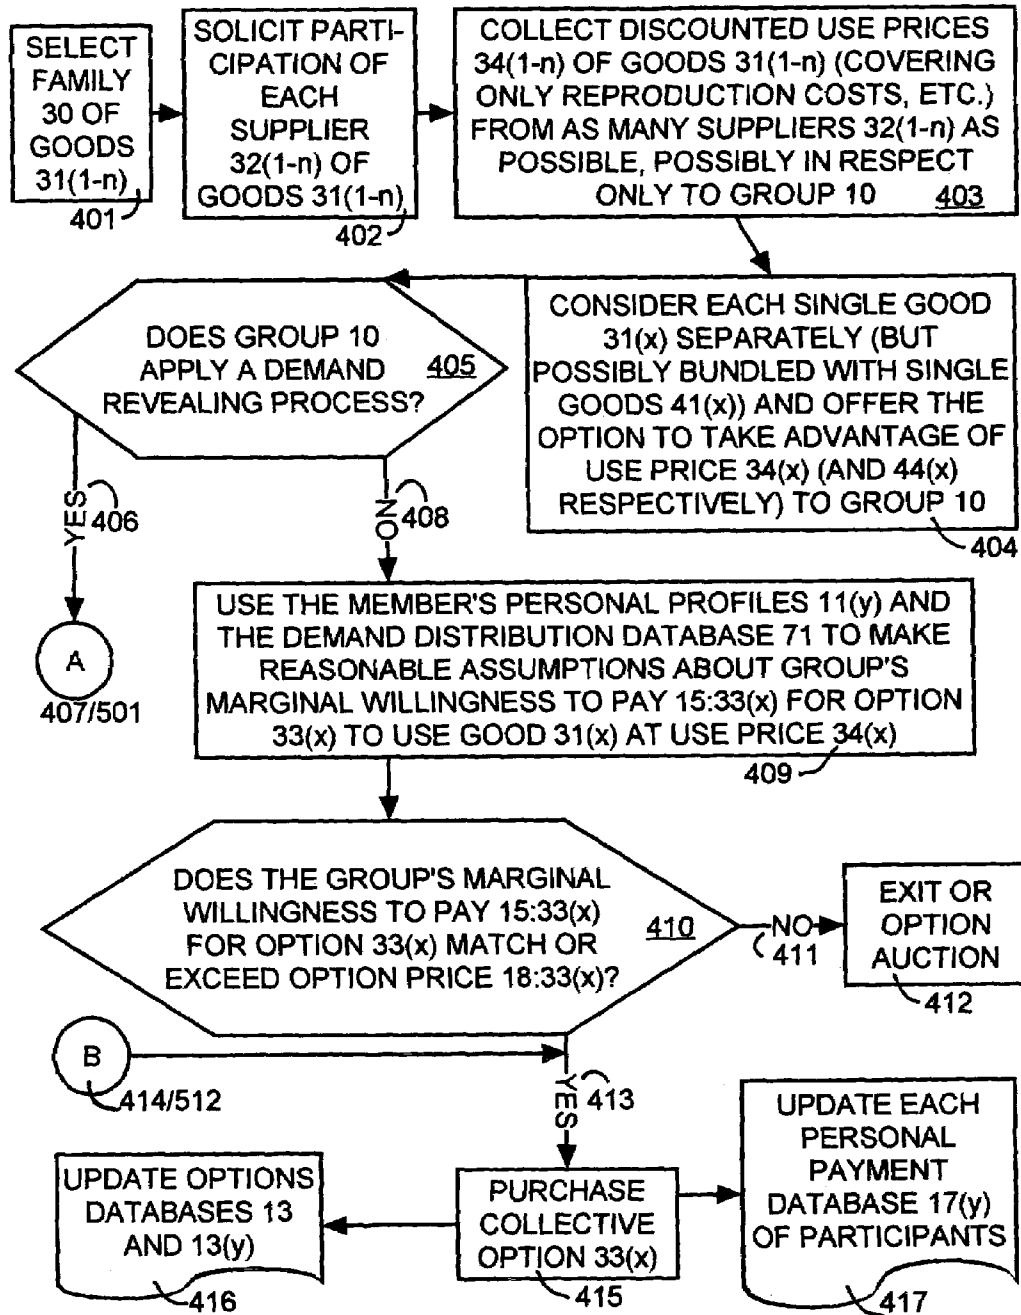 SELECT
FAMILY
30 OF
GOODS
31(1-n)
401
SOLICIT PARTI-
CIPATION OF
EACH
SUPPLIER
32(1-n) OF
GOODS 31(1-n)
402
COLLECT DISCOUNTED USE PRICES
34(1-n) OF GOODS 31(1-n) (COVERING
ONLY REPRODUCTION COSTS, ETC.)
FROM AS MANY SUPPLIERS 32(1-n) AS
POSSIBLE, POSSIBLY IN RESPECT
ONLY TO GROUP 10 403
CONSIDER EACH SINGLE GOOD
31(x) SEPARATELY (BUT
POSSIBLY BUNDLED WITH SINGLE
GOODS 41(x)) AND OFFER THE
OPTION TO TAKE ADVANTAGE OF
USE PRICE 34(x) (AND 44(x)
RESPECTIVELY) TO GROUP 10
404
DOES GROUP 10
APPLY A DEMAND
REVEALING PROCESS?
405
YES
406
NO
408
A
407/501
USE THE MEMBER'S PERSONAL PROFILES 11(y) AND
THE DEMAND DISTRIBUTION DATABASE 71 TO MAKE
REASONABLE ASSUMPTIONS ABOUT GROUP'S
MARGINAL WILLINGNESS TO PAY 15:33(x) FOR OPTION
33(x) TO USE GOOD 31(x) AT USE PRICE 34(x)
409
DOES THE GROUP'S MARGINAL
WILLINGNESS TO PAY 15:33(x)
FOR OPTION 33(x) MATCH OR
EXCEED OPTION PRICE 18:33(x)?
410
NO
411
EXIT OR
OPTION
AUCTION
412
B
414/512
YES
413
PURCHASE
COLLECTIVE
OPTION 33(x)
415
UPDATE OPTIONS
DATABASES 13
AND 13(y)
416
UPDATE EACH
PERSONAL
PAYMENT
DATABASE 17(y)
OF PARTICIPANTS
417